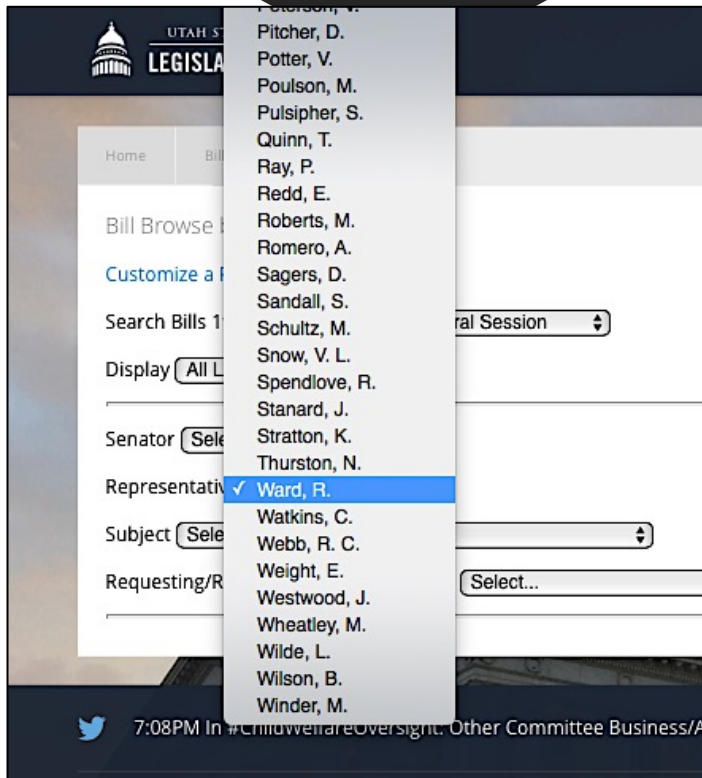 UTAH ST
LEGISLA
Pitcher, D.
Potter, V.
Poulson, M.
Pulsipher, S.
Quinn, T.
Ray, P.
Redd, E.
Roberts, M.
Romero, A.
Sagers, D.
Sandall, S.
Schultz, M.
Snow, V. L.
Spendlove, R.
Stanard, J.
Stratton, K.
Thurston, N.
✓ Ward, R.
Watkins, C.
Webb, R. C.
Weight, E.
Westwood, J.
Wheatley, M.
Wilde, L.
Wilson, B.
Winder, M.
Home Bil
Bill Browse
Customize a
Search Bills 1 ral Session
Display All L
Senator Sele
Representativ
Subject Sele
Requesting/R Select...
7:08PM In #ChildWelfareOversight: Other Committee Business/A